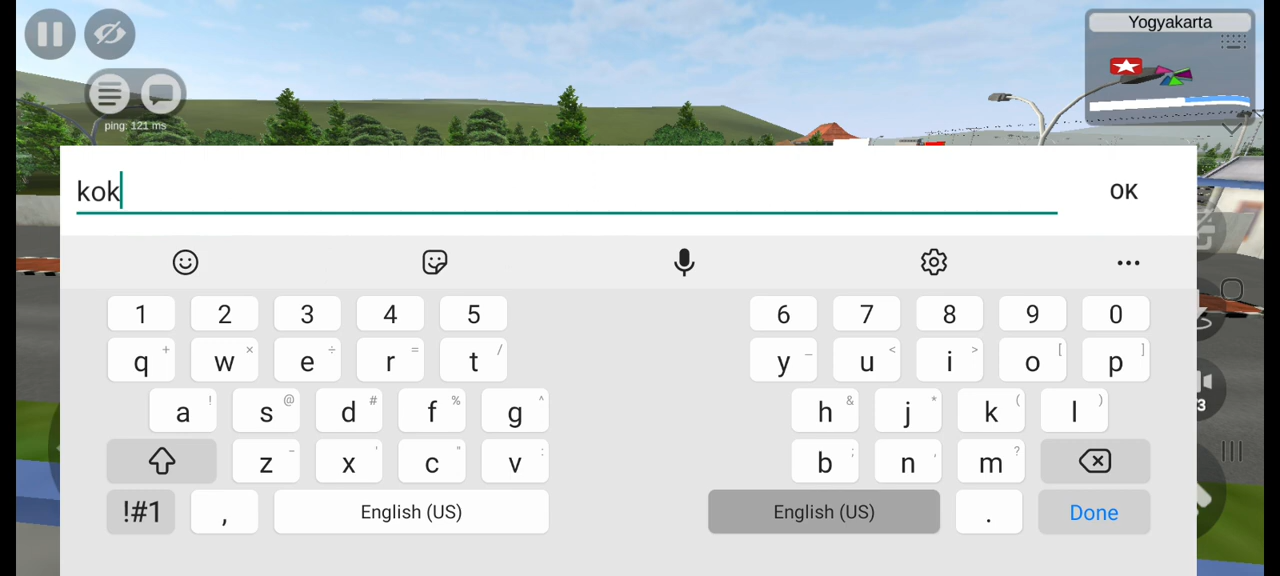 Yogyakarta
ping: 121 ms
kok
OK
1 2 3 4 5 6 7 8 9 0
q + w × e ÷ r = t / y _ u < i > o [ p ]
a ! s @ d # f % g ^ h & j * k ( l )
z - x ' c " v : b ; n , m ?
!#1 , English (US) English (US) . Done
3